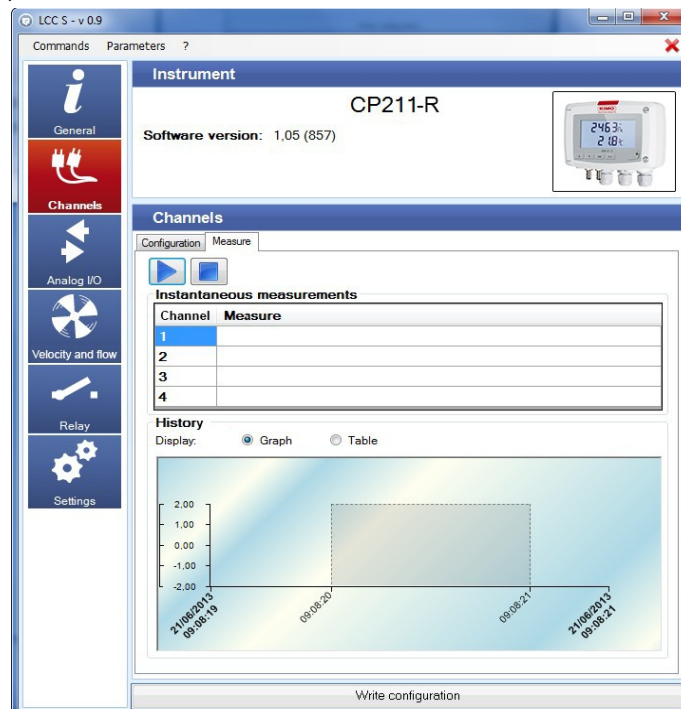 LCC S - v 0.9
Commands Parameters ?
General
Channels
Analog I/O
Velocity and flow
Relay
Settings
Instrument
CP211-R
Software version: 1,05 (857)
KIMO
Channels
Configuration Measure
Instantaneous measurements
Channel Measure
1
2
3
4
History
Display: Graph Table
2,00
1,00
0,00
-1,00
-2,00
21/06/2013
09:08:19
09:08:20
09:08:21
21/06/2013
09:08:21
Write configuration